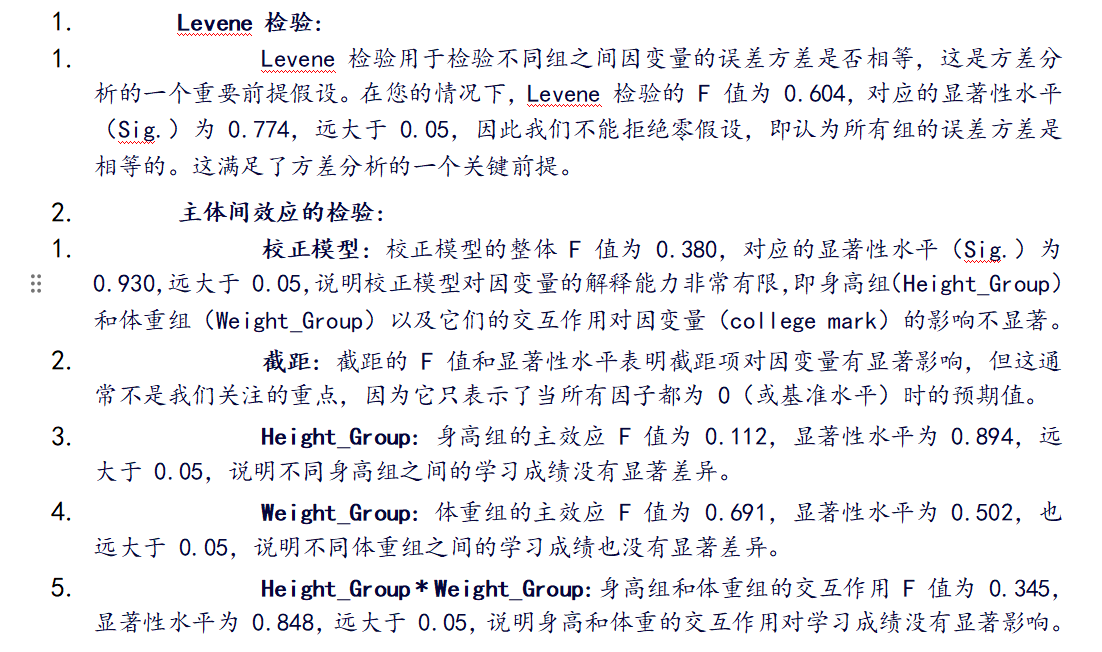 1. Levene 检验:
1. Levene 检验用于检验不同组之间因变量的误差方差是否相等，这是方差分
析的一个重要前提假设。在您的情况下，Levene 检验的 F 值为 0.604，对应的显著性水平
（Sig.）为 0.774，远大于 0.05，因此我们不能拒绝零假设，即认为所有组的误差方差是
相等的。这满足了方差分析的一个关键前提。
2. 主体间效应的检验:
1. 校正模型: 校正模型的整体 F 值为 0.380，对应的显著性水平（Sig.）为
0.930,远大于 0.05,说明校正模型对因变量的解释能力非常有限,即身高组(Height_Group)
和体重组（Weight_Group）以及它们的交互作用对因变量（college mark）的影响不显著。
2. 截距: 截距的 F 值和显著性水平表明截距项对因变量有显著影响，但这通
常不是我们关注的重点，因为它只表示了当所有因子都为 0（或基准水平）时的预期值。
3. Height_Group: 身高组的主效应 F 值为 0.112，显著性水平为 0.894，远
大于 0.05，说明不同身高组之间的学习成绩没有显著差异。
4. Weight_Group: 体重组的主效应 F 值为 0.691，显著性水平为 0.502，也
远大于 0.05，说明不同体重组之间的学习成绩也没有显著差异。
5. Height_Group*Weight_Group: 身高组和体重组的交互作用 F 值为 0.345，
显著性水平为 0.848,远大于 0.05,说明身高和体重的交互作用对学习成绩没有显著影响。